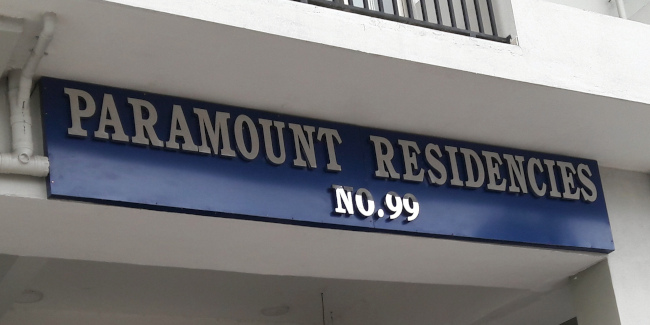 PARAMOUNT RESIDENCIES
NO.99